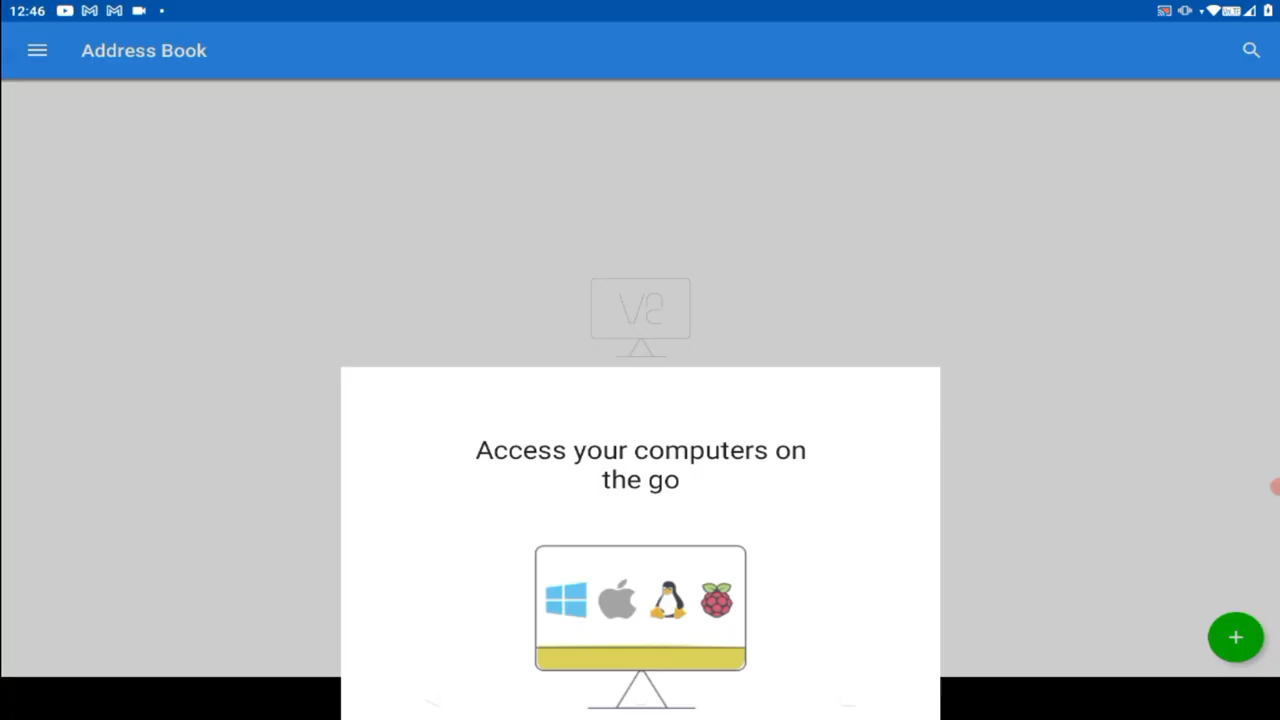 12:46
Address Book
V2
Access your computers on
the go
+